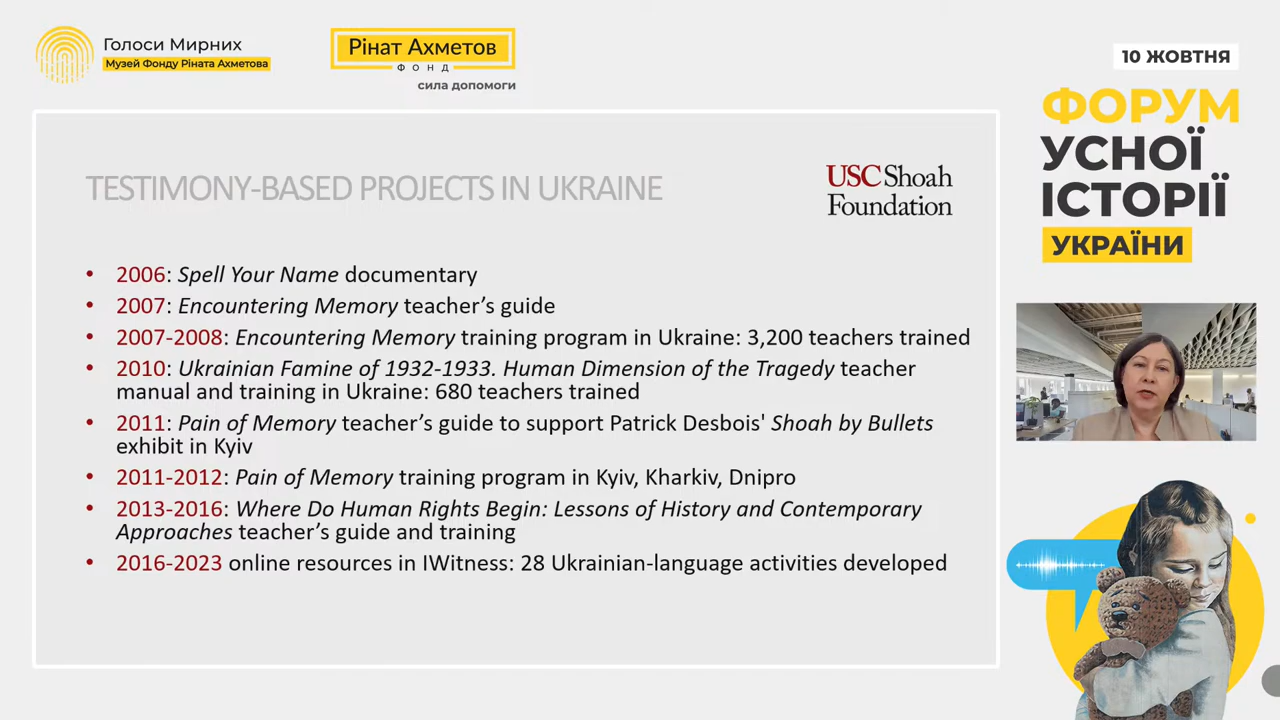 Голоси Мирних
Музей Фонду Ріната Ахметова
Рінат Ахметов
ФОНД
сила допомоги
10 ЖОВТНЯ
ФОРУМ
УСНОЇ
ІСТОРІЇ
УКРАЇНИ
TESTIMONY-BASED PROJECTS IN UKRAINE
USC Shoah
Foundation
• 2006: Spell Your Name documentary
• 2007: Encountering Memory teacher’s guide
• 2007-2008: Encountering Memory training program in Ukraine: 3,200 teachers trained
• 2010: Ukrainian Famine of 1932-1933. Human Dimension of the Tragedy teacher
manual and training in Ukraine: 680 teachers trained
• 2011: Pain of Memory teacher’s guide to support Patrick Desbois' Shoah by Bullets
exhibit in Kyiv
• 2011-2012: Pain of Memory training program in Kyiv, Kharkiv, Dnipro
• 2013-2016: Where Do Human Rights Begin: Lessons of History and Contemporary
Approaches teacher’s guide and training
• 2016-2023 online resources in IWitness: 28 Ukrainian-language activities developed